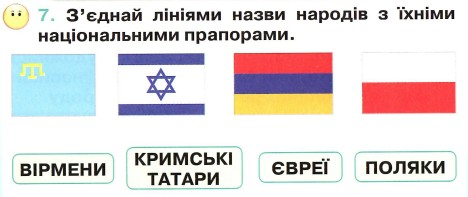 7. З’єднай лініями назви народів з їхніми
національними прапорами.
ВІРМЕНИ
КРИМСЬКІ
ТАТАРИ
ЄВРЕЇ
ПОЛЯКИ